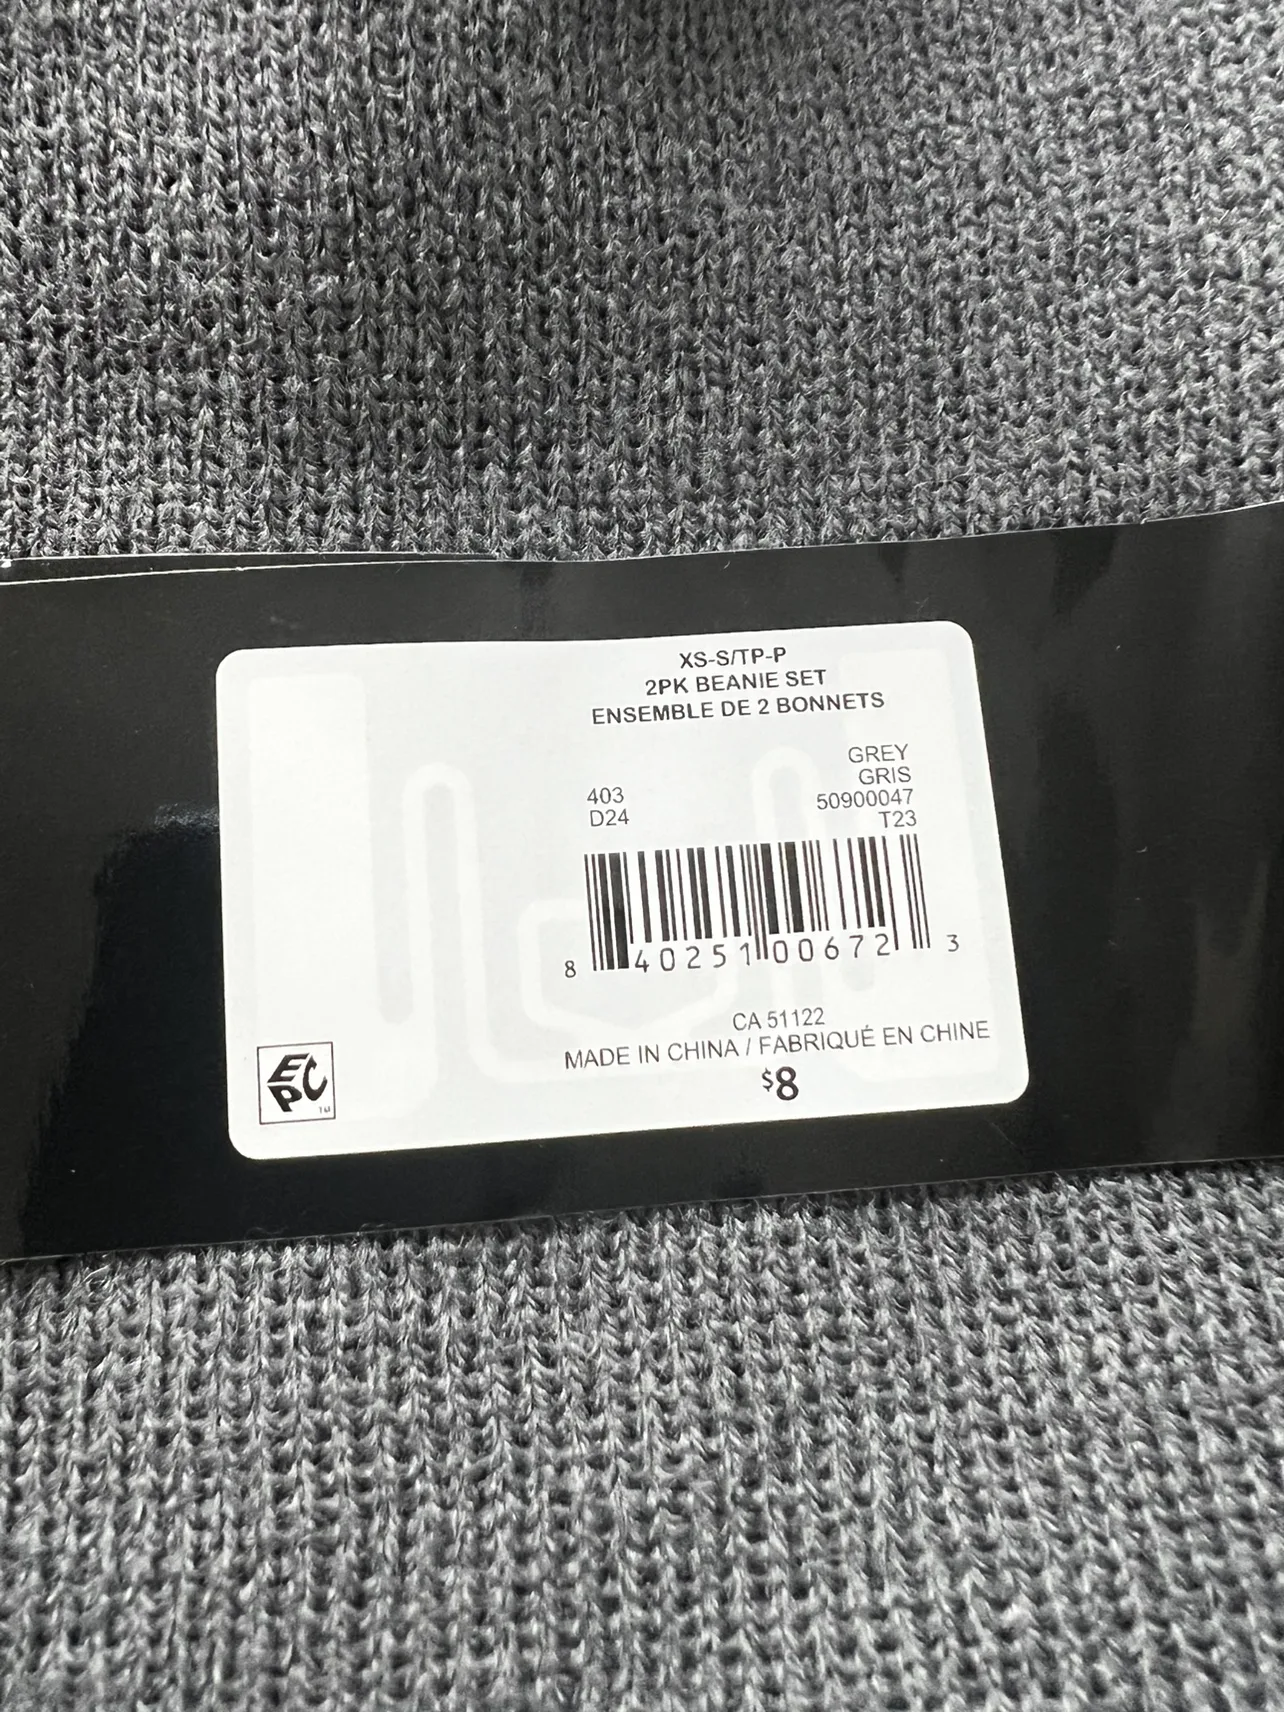 XS-S/TP-P
2PK BEANIE SET
ENSEMBLE DE 2 BONNETS
GREY
GRIS
403 50900047
D24 T23
8 40251 00672 3
CA 51122
MADE IN CHINA / FABRIQUÉ EN CHINE
$8
EPC TM